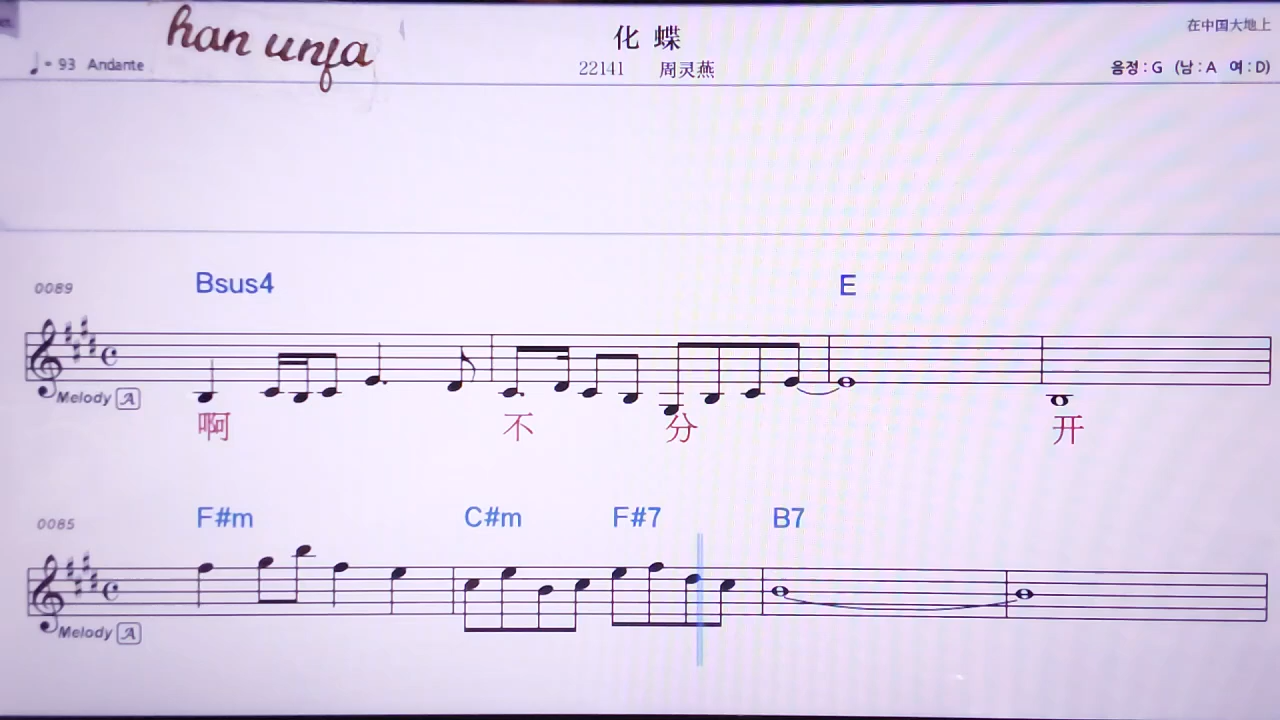 han unfa
化 蝶
在中国大地上
♩= 93 Andante
22141 周灵燕
음정 : G (남 : A 여 : D)
0089 Bsus4 E
Melody A
啊 不 分 开
0085 F#m C#m F#7 B7
Melody A